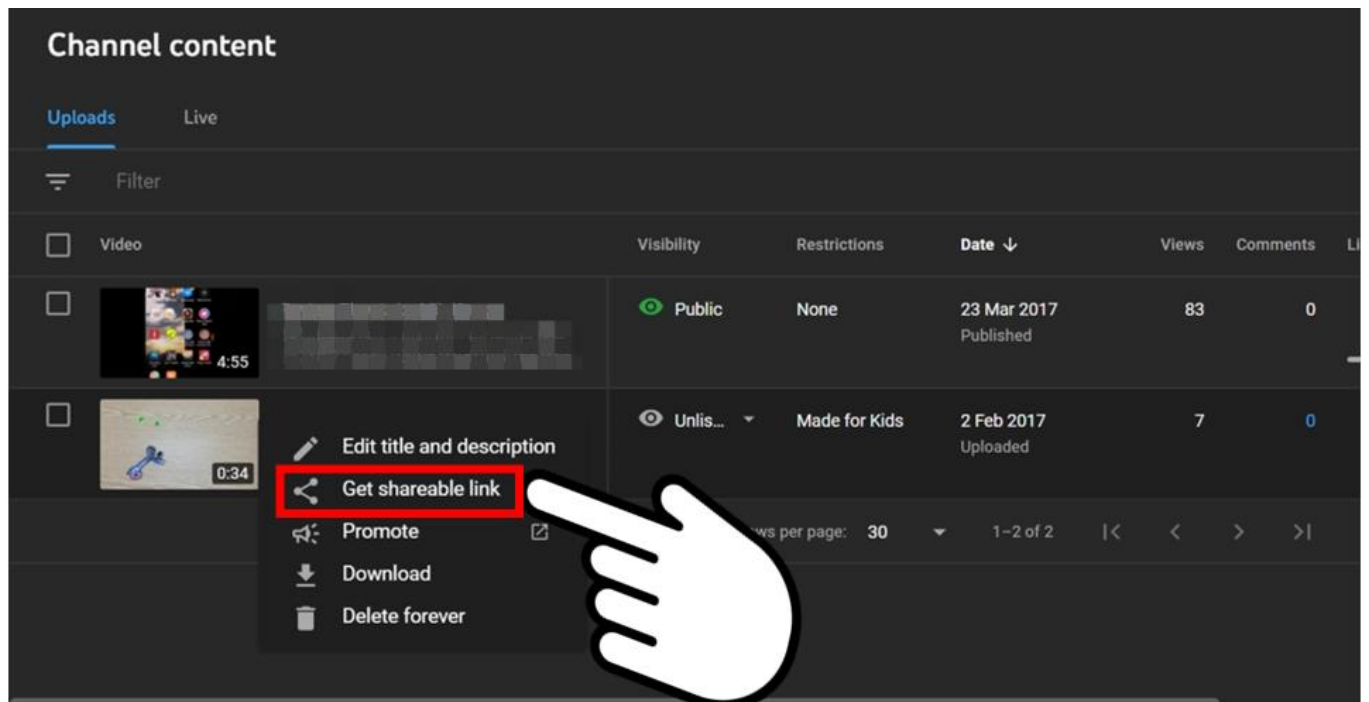 Channel content
Uploads Live
Filter
Video Visibility Restrictions Date Views Comments
4:55 Public None 23 Mar 2017 83 0
Published
0:34 Unlis... Made for Kids 2 Feb 2017 7 0
Uploaded
Edit title and description
Get shareable link
Promote
Download
Delete forever
per page: 30 1–2 of 2